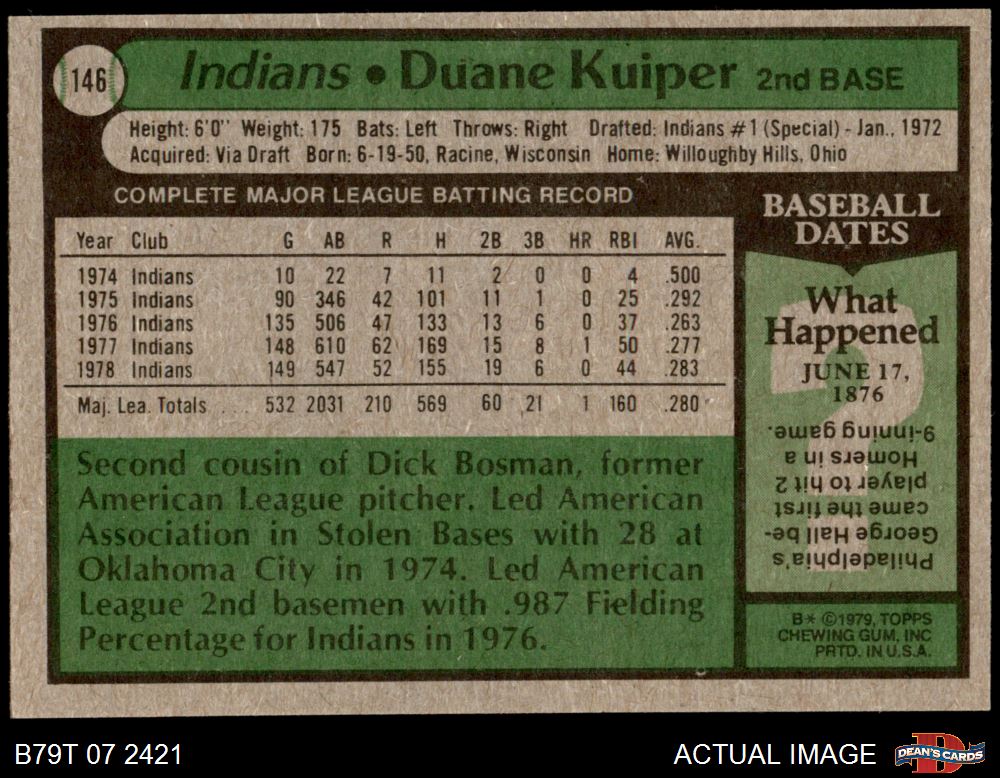 146
Indians • Duane Kuiper 2nd BASE
Height: 6'0" Weight: 175 Bats: Left Throws: Right Drafted: Indians #1 (Special) - Jan., 1972
Acquired: Via Draft Born: 6-19-50, Racine, Wisconsin Home: Willoughby Hills, Ohio
COMPLETE MAJOR LEAGUE BATTING RECORD
Year Club G AB R H 2B 3B HR RBI AVG.
1974 Indians 10 22 7 11 2 0 0 4 .500
1975 Indians 90 346 42 101 11 1 0 25 .292
1976 Indians 135 506 47 133 13 6 0 37 .263
1977 Indians 148 610 62 169 15 8 1 50 .277
1978 Indians 149 547 52 155 19 6 0 44 .283
Maj. Lea. Totals . . . 532 2031 210 569 60 21 1 160 .280
Second cousin of Dick Bosman, former
American League pitcher. Led American
Association in Stolen Bases with 28 at
Oklahoma City in 1974. Led American
League 2nd basemen with .987 Fielding
Percentage for Indians in 1976.
BASEBALL
DATES
What
Happened
JUNE 17,
1876
Philadelphia's
George Hall be-
came the first
player to hit 2
Homers in a
9-inning game.
B* ©1979, TOPPS
CHEWING GUM, INC
PRTD. IN U.S.A.
B79T 07 2421
ACTUAL IMAGE
D
DEAN'S CARDS